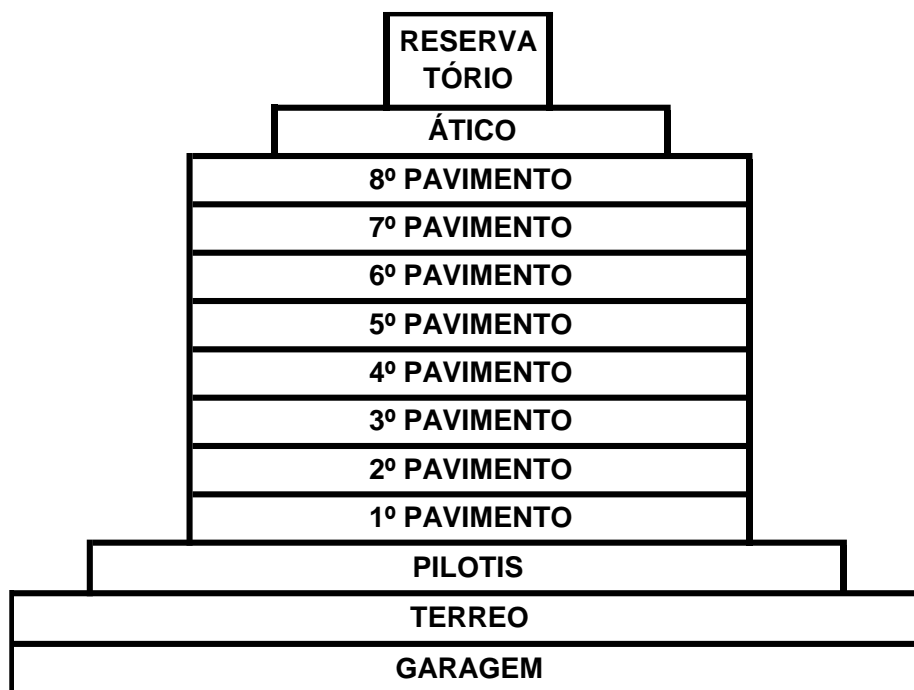 RESERVA
TÓRIO
ÁTICO
8º PAVIMENTO
7º PAVIMENTO
6º PAVIMENTO
5º PAVIMENTO
4º PAVIMENTO
3º PAVIMENTO
2º PAVIMENTO
1º PAVIMENTO
PILOTIS
TERREO
GARAGEM